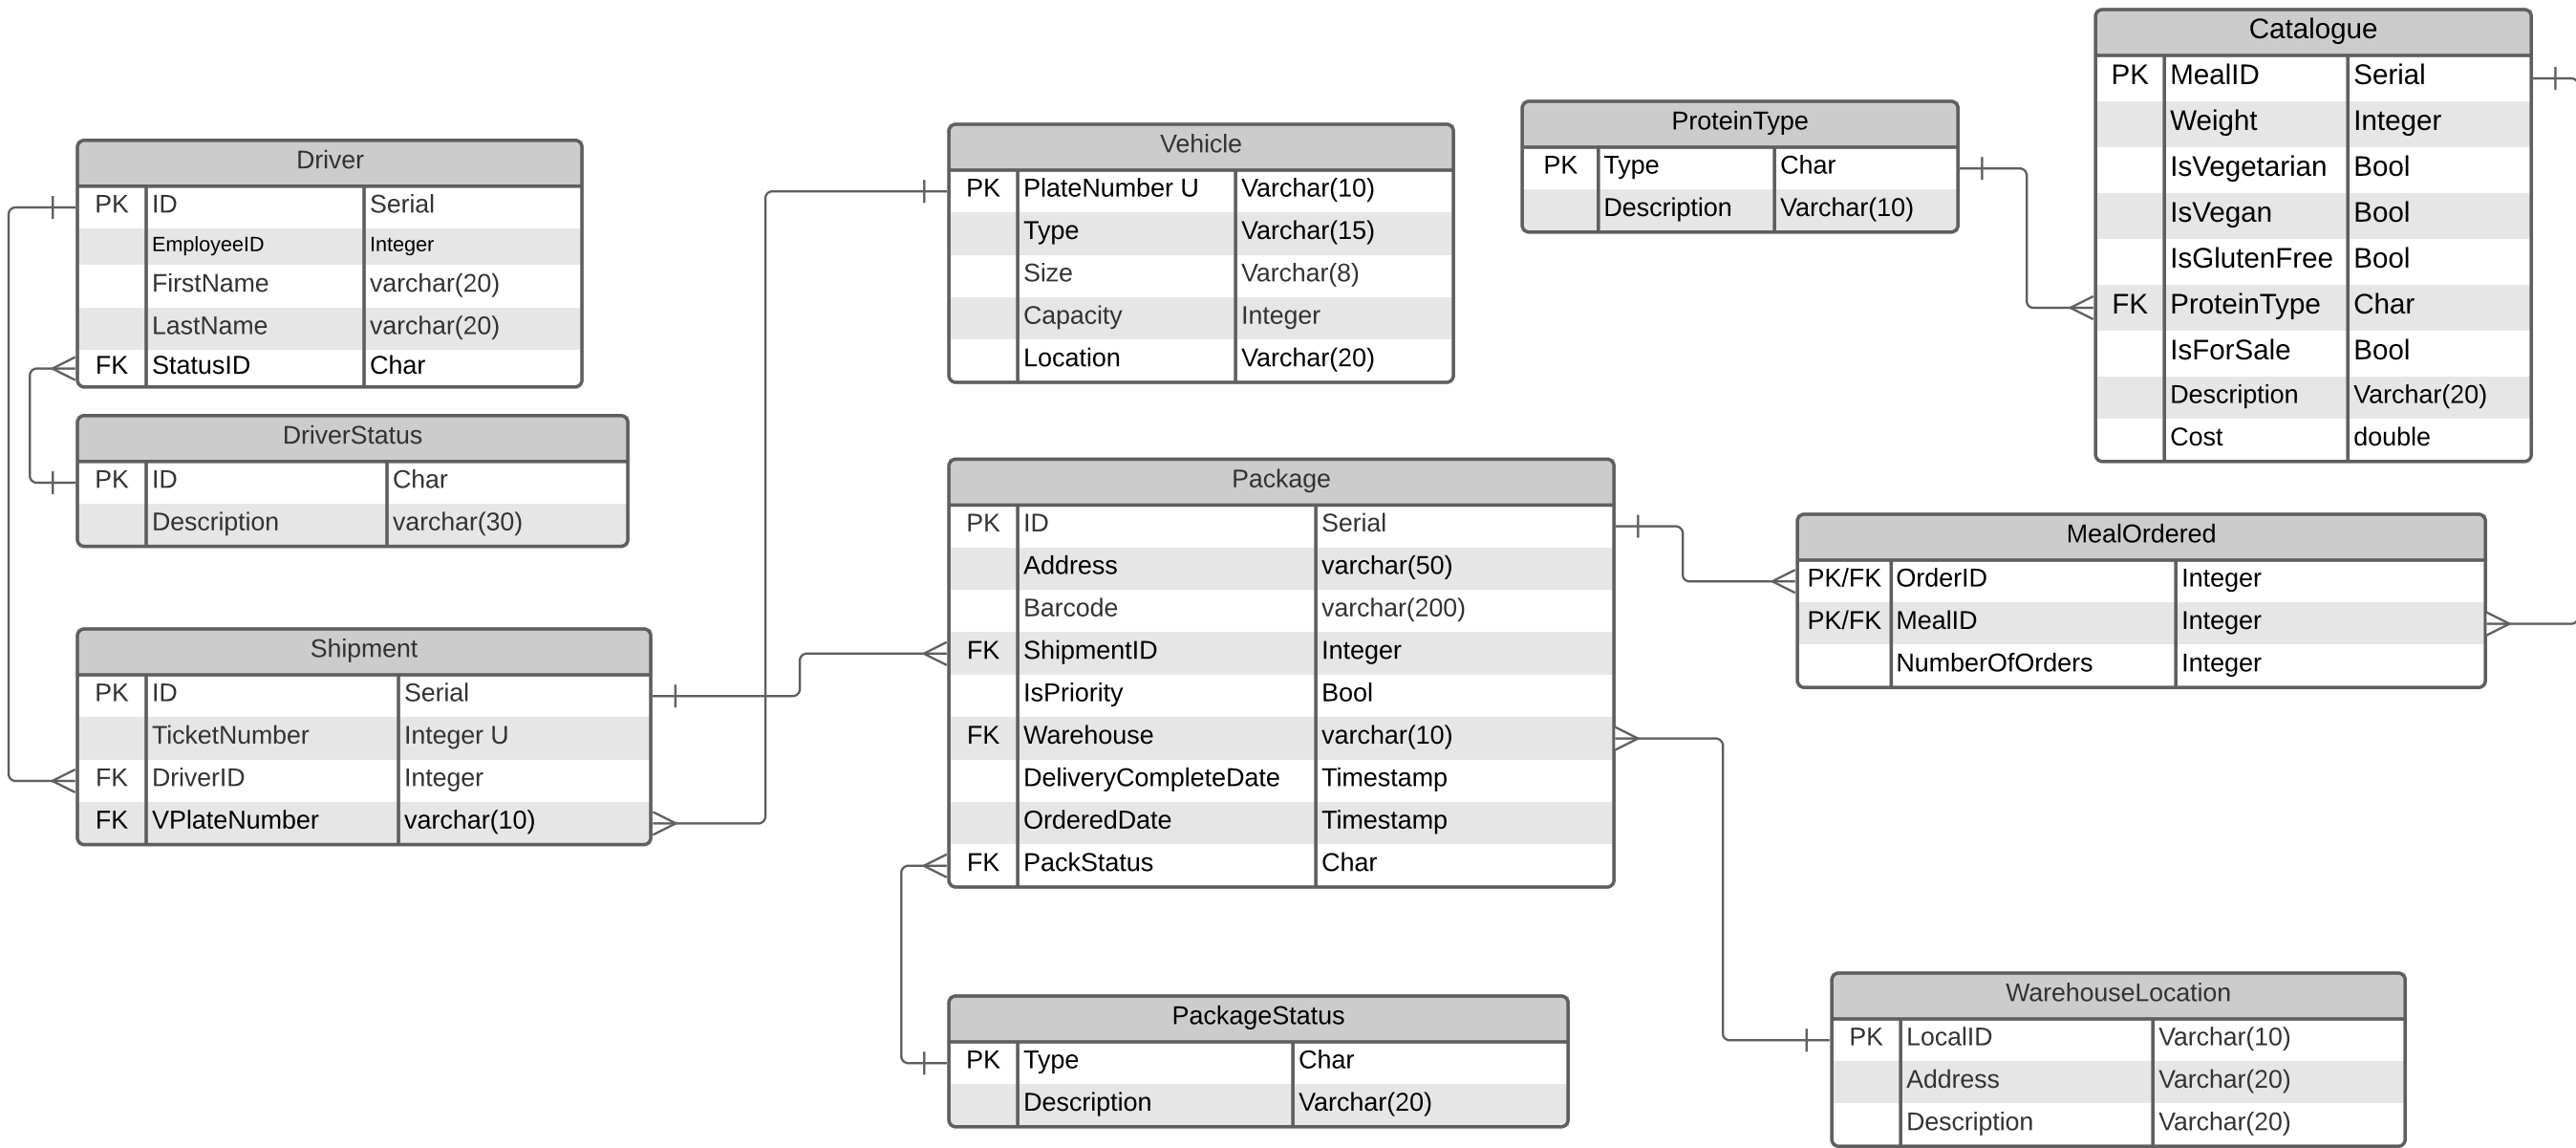 Driver
PK ID Serial
EmployeeID Integer
FirstName varchar(20)
LastName varchar(20)
FK StatusID Char
DriverStatus
PK ID Char
Description varchar(30)
Shipment
PK ID Serial
TicketNumber Integer U
FK DriverID Integer
FK VPlateNumber varchar(10)
Vehicle
PK PlateNumber U Varchar(10)
Type Varchar(15)
Size Varchar(8)
Capacity Integer
Location Varchar(20)
Package
PK ID Serial
Address varchar(50)
Barcode varchar(200)
FK ShipmentID Integer
IsPriority Bool
FK Warehouse varchar(10)
DeliveryCompleteDate Timestamp
OrderedDate Timestamp
FK PackStatus Char
PackageStatus
PK Type Char
Description Varchar(20)
ProteinType
PK Type Char
Description Varchar(10)
Catalogue
PK MealID Serial
Weight Integer
IsVegetarian Bool
IsVegan Bool
IsGlutenFree Bool
FK ProteinType Char
IsForSale Bool
Description Varchar(20)
Cost double
MealOrdered
PK/FK OrderID Integer
PK/FK MealID Integer
NumberOfOrders Integer
WarehouseLocation
PK LocalID Varchar(10)
Address Varchar(20)
Description Varchar(20)